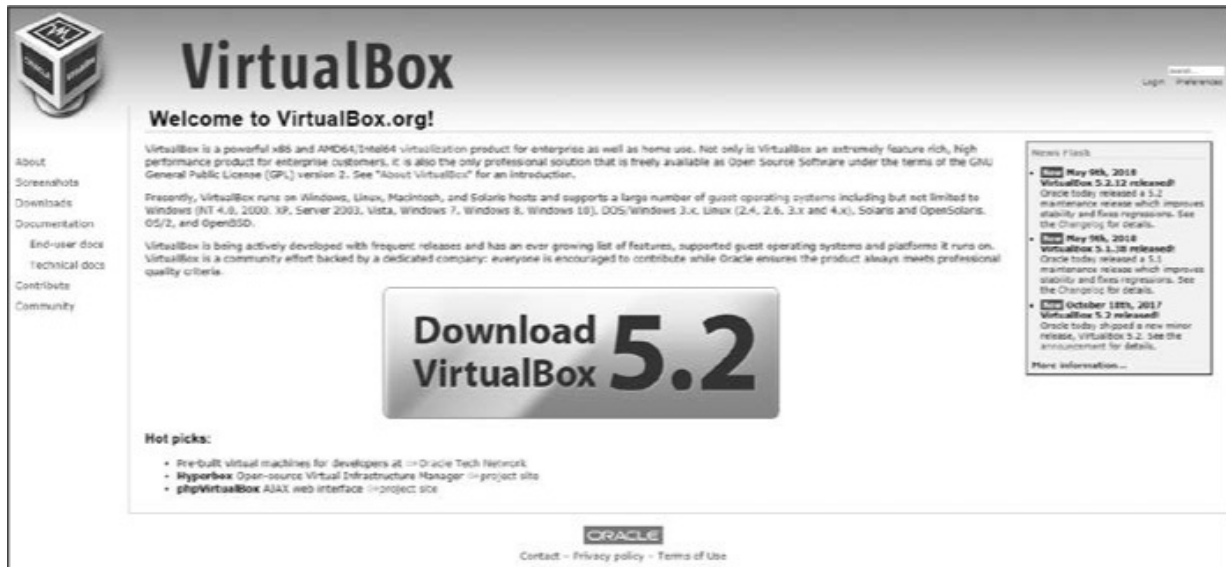 ORACLE
VirtualBox
VirtualBox
search...
Login Preferences
Welcome to VirtualBox.org!
About
Screenshots
Downloads
Documentation
End-user docs
Technical docs
Contribute
Community
VirtualBox is a powerful x86 and AMD64/Intel64 virtualization product for enterprise as well as home use. Not only is VirtualBox an extremely feature rich, high
performance product for enterprise customers, it is also the only professional solution that is freely available as Open Source Software under the terms of the GNU
General Public License (GPL) version 2. See "About VirtualBox" for an introduction.
Presently, VirtualBox runs on Windows, Linux, Macintosh, and Solaris hosts and supports a large number of guest operating systems including but not limited to
Windows (NT 4.0, 2000, XP, Server 2003, Vista, Windows 7, Windows 8, Windows 10), DOS/Windows 3.x, Linux (2.4, 2.6, 3.x and 4.x), Solaris and OpenSolaris,
OS/2, and OpenBSD.
VirtualBox is being actively developed with frequent releases and has an ever growing list of features, supported guest operating systems and platforms it runs on.
VirtualBox is a community effort backed by a dedicated company: everyone is encouraged to contribute while Oracle ensures the product always meets professional
quality criteria.
Download
VirtualBox 5.2
Hot picks:
• Pre-built virtual machines for developers at Oracle Tech Network
• Hyperbox Open-source Virtual Infrastructure Manager project site
• phpVirtualBox AJAX web interface project site
News Flash
• New May 9th, 2018
VirtualBox 5.2.12 released!
Oracle today released a 5.2
maintenance release which improves
stability and fixes regressions. See
the Changelog for details.
• New May 9th, 2018
VirtualBox 5.1.38 released!
Oracle today released a 5.1
maintenance release which improves
stability and fixes regressions. See
the Changelog for details.
• New October 18th, 2017
VirtualBox 5.2 released!
Oracle today shipped a new minor
release, VirtualBox 5.2. See the
announcement for details.
More information...
ORACLE
Contact – Privacy policy – Terms of Use